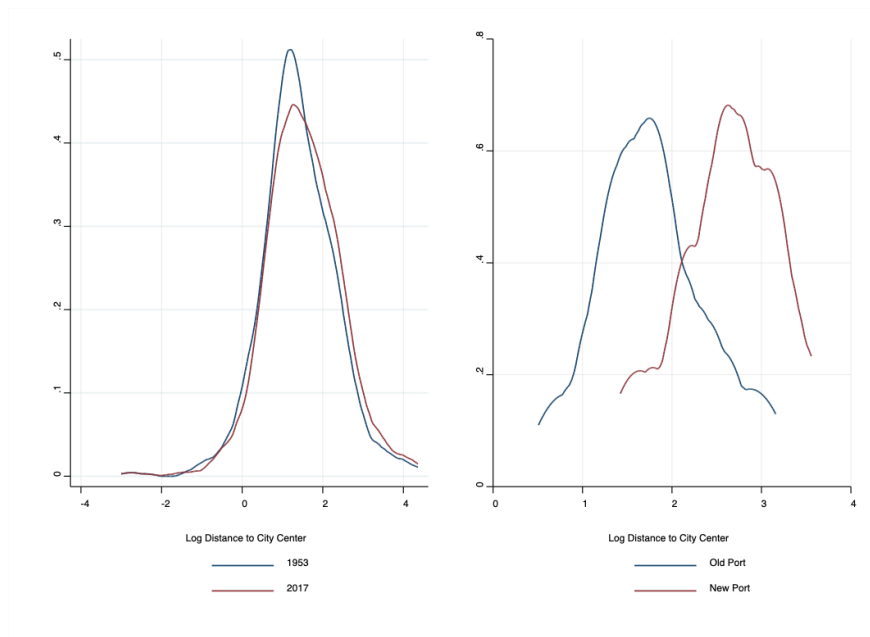 .5
.4
.3
.2
.1
0
-4 -2 0 2 4
Log Distance to City Center
1953
2017
.8
.6
.4
.2
0
0 1 2 3 4
Log Distance to City Center
Old Port
New Port